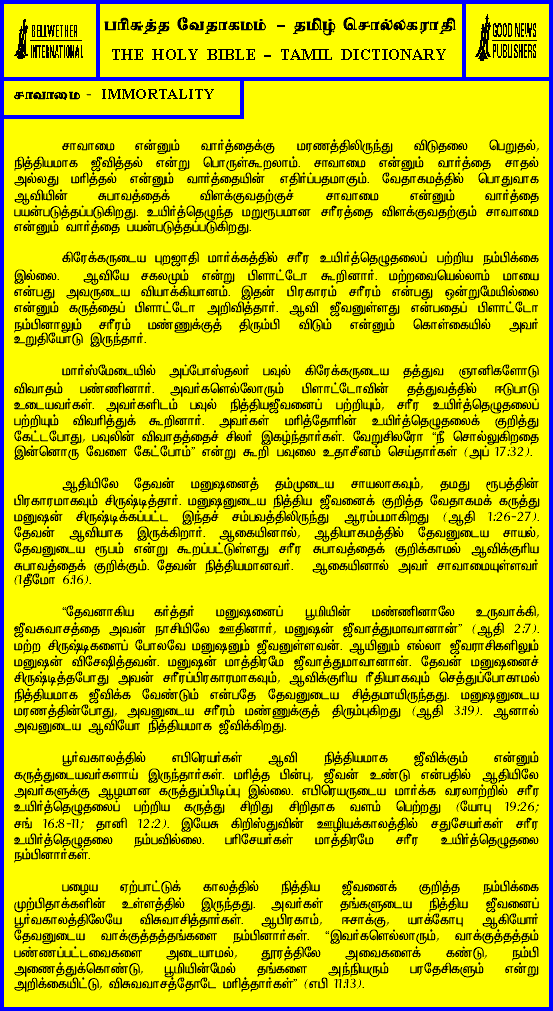 BELLWETHER
INTERNATIONAL
பரிசுத்த வேதாகமம் – தமிழ் சொல்லகராதி
THE HOLY BIBLE – TAMIL DICTIONARY
GOOD NEWS
PUBLISHERS
சாவாமை - IMMORTALITY
சாவாமை என்னும் வார்த்தைக்கு மரணத்திலிருந்து விடுதலை பெறுதல்,
நித்தியமாக ஜீவித்தல் என்று பொருள்கூறலாம். சாவாமை என்னும் வார்த்தை சாதல்
அல்லது மரித்தல் என்னும் வார்த்தையின் எதிர்ப்பதமாகும். வேதாகமத்தில் பொதுவாக
ஆவியின் சுபாவத்தைக் விளக்குவதற்குச் சாவாமை என்னும் வார்த்தை
பயன்படுத்தப்படுகிறது. உயிர்த்தெழுந்த மறுரூபமான சரீரத்தை விளக்குவதற்கும் சாவாமை
என்னும் வார்த்தை பயன்படுத்தப்படுகிறது.
கிரேக்கருடைய புறஜாதி மார்க்கத்தில் சரீர உயிர்த்தெழுதலைப் பற்றிய நம்பிக்கை
இல்லை. ஆவியே சகலமும் என்று பிளாட்டோ கூறினார். மற்றவையெல்லாம் மாயை
என்பது அவருடைய வியாக்கியானம். இதன் பிரகாரம் சரீரம் என்பது ஒன்றுமேயில்லை
என்னும் கருத்தைப் பிளாட்டோ அறிவித்தார். ஆவி ஜீவனுள்ளது என்பதைப் பிளாட்டோ
நம்பினாலும் சரீரம் மண்ணுக்குத் திரும்பி விடும் என்னும் கொள்கையில் அவர்
உறுதியோடு இருந்தார்.
மார்ஸ்மேடையில் அப்போஸ்தலர் பவுல் கிரேக்கருடைய தத்துவ ஞானிகளோடு
விவாதம் பண்ணினார். அவர்களெல்லோரும் பிளாட்டோவின் தத்துவத்தில் ஈடுபாடு
உடையவர்கள். அவர்களிடம் பவுல் நித்தியஜீவனைப் பற்றியும், சரீர உயிர்த்தெழுதலைப்
பற்றியும் விவரித்துக் கூறினார். அவர்கள் மரித்தோரின் உயிர்த்தெழுதலைக் குறித்து
கேட்டபோது, பவுலின் விவாதத்தைச் சிலர் இகழ்ந்தார்கள். வேறுசிலரோ “நீ சொல்லுகிறதை
இன்னொரு வேளை கேட்போம்” என்று கூறி பவுலை உதாசீனம் செய்தார்கள் (அப் 17:32).
ஆதியிலே தேவன் மனுஷனைத் தம்முடைய சாயலாகவும், தமது ரூபத்தின்
பிரகாரமாகவும் சிருஷ்டித்தார். மனுஷனுடைய நித்திய ஜீவனைக் குறித்த வேதாகமக் கருத்து
மனுஷன் சிருஷ்டிக்கப்பட்ட இந்தச் சம்பவத்திலிருந்து ஆரம்பமாகிறது (ஆதி 1:26-27).
தேவன் ஆவியாக இருக்கிறார். ஆகையினால், ஆதியாகமத்தில் தேவனுடைய சாயல்,
தேவனுடைய ரூபம் என்று கூறப்பட்டுள்ளது சரீர சுபாவத்தைக் குறிக்காமல் ஆவிக்குரிய
சுபாவத்தைக் குறிக்கும். தேவன் நித்தியமானவர். ஆகையினால் அவர் சாவாமையுள்ளவர்
(1தீமோ 6:16).
“தேவனாகிய கர்த்தர் மனுஷனைப் பூமியின் மண்ணினாலே உருவாக்கி,
ஜீவசுவாசத்தை அவன் நாசியிலே ஊதினார், மனுஷன் ஜீவாத்துமாவானான்” (ஆதி 2:7).
மற்ற சிருஷ்டிகளைப் போலவே மனுஷனும் ஜீவனுள்ளவன். ஆயினும் எல்லா ஜீவராசிகளிலும்
மனுஷன் விசேஷித்தவன். மனுஷன் மாத்திரமே ஜீவாத்துமாவானான். தேவன் மனுஷனைச்
சிருஷ்டித்தபோது அவன் சரீரப்பிரகாரமாகவும், ஆவிக்குரிய ரீதியாகவும் செத்துப்போகாமல்
நித்தியமாக ஜீவிக்க வேண்டும் என்பதே தேவனுடைய சித்தமாயிருந்தது. மனுஷனுடைய
மரணத்தின்போது, அவனுடைய சரீரம் மண்ணுக்குத் திரும்புகிறது (ஆதி 3:19). ஆனால்
அவனுடைய ஆவியோ நித்தியமாக ஜீவிக்கிறது.
பூர்வகாலத்தில் எபிரெயர்கள் ஆவி நித்தியமாக ஜீவிக்கும் என்னும்
கருத்துடையவர்களாய் இருந்தார்கள். மரித்த பின்பு, ஜீவன் உண்டு என்பதில் ஆதியிலே
அவர்களுக்கு ஆழமான கருத்துப்பிடிப்பு இல்லை. எபிரெயருடைய மார்க்க வரலாற்றில் சரீர
உயிர்த்தெழுதலைப் பற்றிய கருத்து சிறிது சிறிதாக வளம் பெற்றது (யோபு 19:26;
சங் 16:8-11; தானி 12:2). இயேசு கிறிஸ்துவின் ஊழியக்காலத்தில் சதுசேயர்கள் சரீர
உயிர்த்தெழுதலை நம்பவில்லை. பரிசேயர்கள் மாத்திரமே சரீர உயிர்த்தெழுதலை
நம்பினார்கள்.
பழைய ஏற்பாட்டுக் காலத்தில் நித்திய ஜீவனைக் குறித்த நம்பிக்கை
முற்பிதாக்களின் உள்ளத்தில் இருந்தது. அவர்கள் தங்களுடைய நித்திய ஜீவனைப்
பூர்வகாலத்திலேயே விசுவாசித்தார்கள். ஆபிரகாம், ஈசாக்கு, யாக்கோபு ஆகியோர்
தேவனுடைய வாக்குத்தத்தங்களை நம்பினார்கள். “இவர்களெல்லாரும், வாக்குத்தத்தம்
பண்ணப்பட்டவைகளை அடையாமல், தூரத்திலே அவைகளைக் கண்டு, நம்பி
அணைத்துக்கொண்டு, பூமியின்மேல் தங்களை அந்நியரும் பரதேசிகளும் என்று
அறிக்கையிட்டு, விசுவாசத்தோடே மரித்தார்கள்” (எபி 11:13).